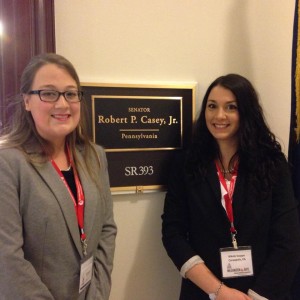 SENATOR
Robert P. Casey, Jr.
Pennsylvania
SR393